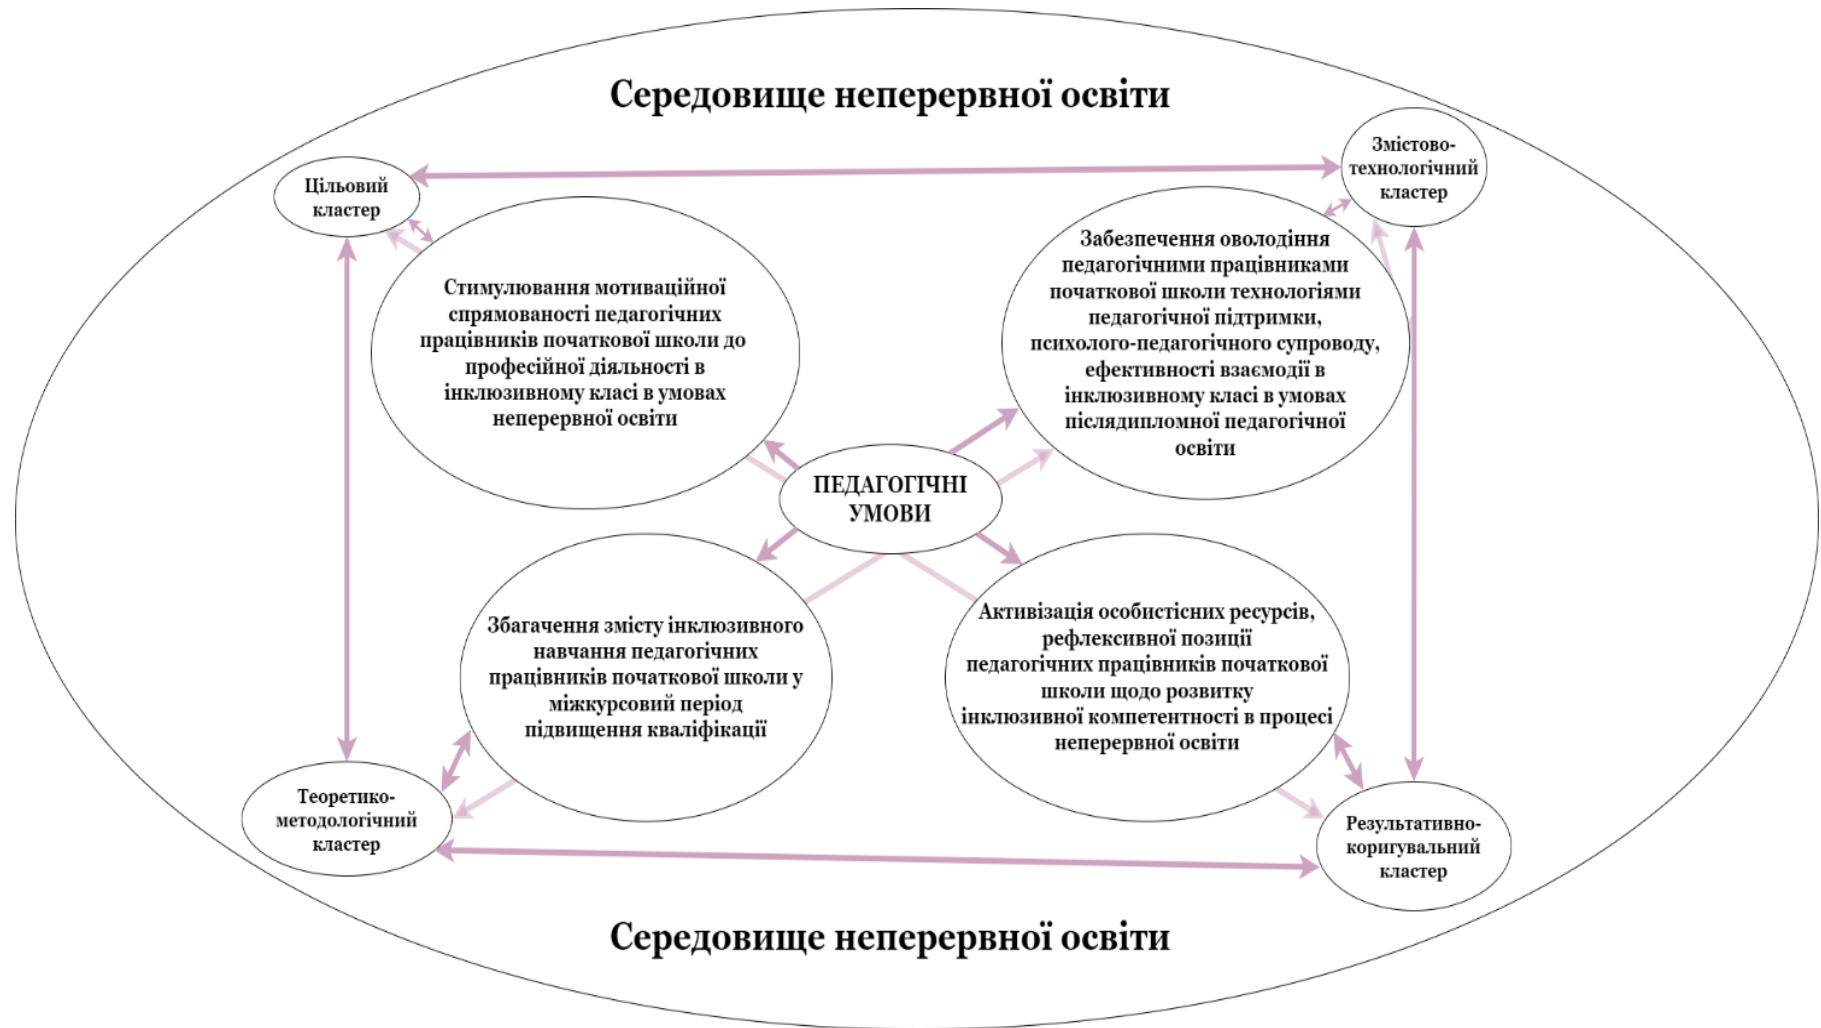 Середовище неперервної освіти
Цільовий
кластер
Змістово-
технологічний
кластер
Стимулювання мотиваційної
спрямованості педагогічних
працівників початкової школи до
професійної діяльності в
інклюзивному класі в умовах
неперервної освіти
Забезпечення оволодіння
педагогічними працівниками
початкової школи технологіями
педагогічної підтримки,
психолого-педагогічного супроводу,
ефективності взаємодії в
інклюзивному класі в умовах
післядипломної педагогічної
освіти
ПЕДАГОГІЧНІ
УМОВИ
Збагачення змісту інклюзивного
навчання педагогічних
працівників початкової школи у
міжкурсовий період
підвищення кваліфікації
Активізація особистісних ресурсів,
рефлексивної позиції
педагогічних працівників початкової
школи щодо розвитку
інклюзивної компетентності в процесі
неперервної освіти
Теоретико-
методологічний
кластер
Результативно-
коригувальний
кластер
Середовище неперервної освіти